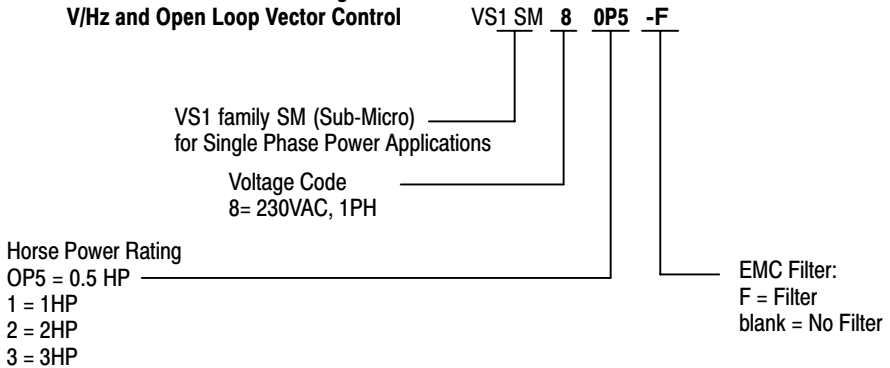 V/Hz and Open Loop Vector Control VS1 SM 8 0P5 -F
VS1 family SM (Sub-Micro)
for Single Phase Power Applications
Voltage Code
8= 230VAC, 1PH
Horse Power Rating
OP5 = 0.5 HP
1 = 1HP
2 = 2HP
3 = 3HP
EMC Filter:
F = Filter
blank = No Filter